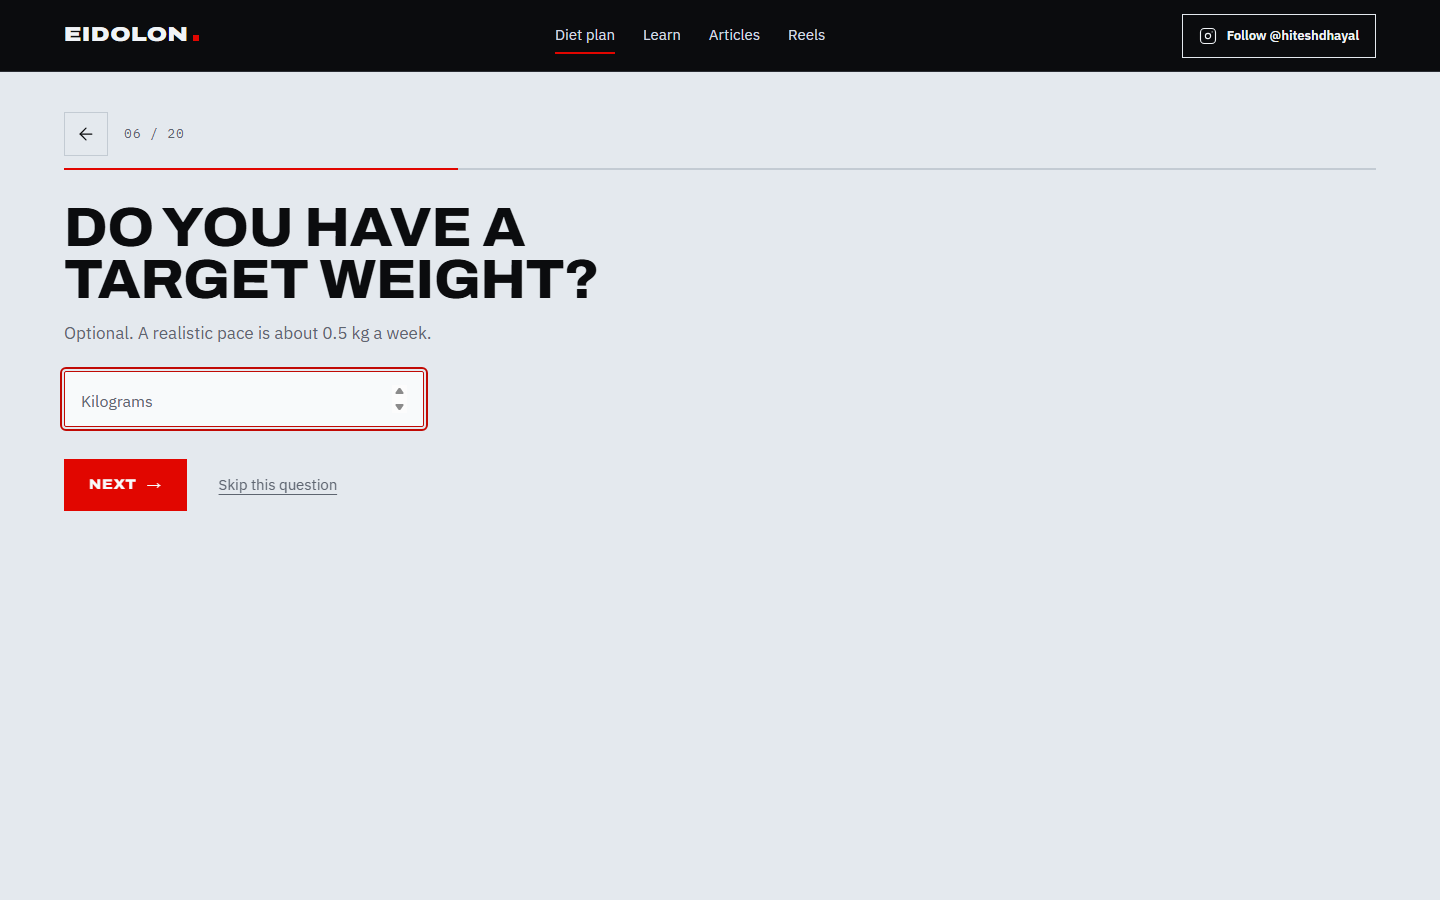 EIDOLON.
Diet plan
Learn
Articles
Reels
Follow @hiteshdhayal
06 / 20
DO YOU HAVE A
TARGET WEIGHT?
Optional. A realistic pace is about 0.5 kg a week.
Kilograms
NEXT →
Skip this question